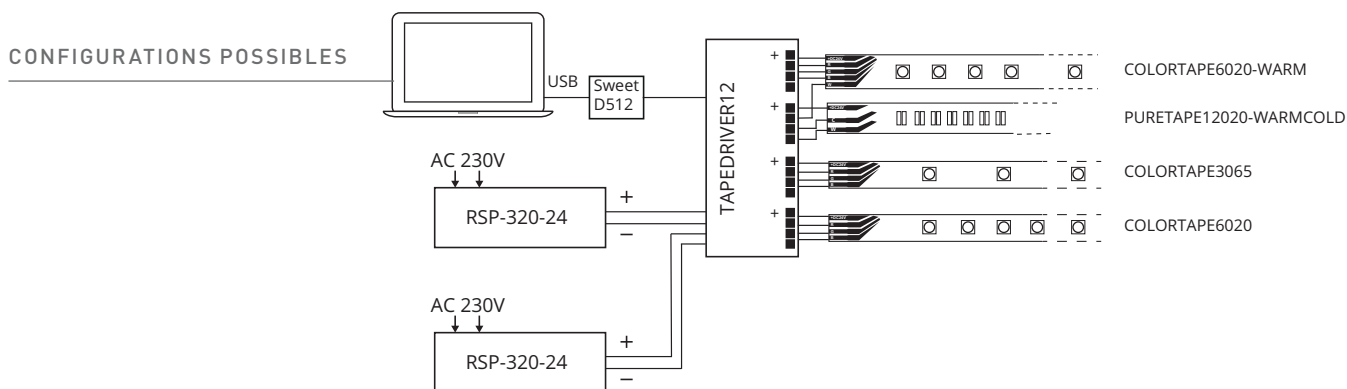 CONFIGURATIONS POSSIBLES
USB
Sweet
D512
TAPEDRIVER12
+
+
+
+
COLORTAPE6020-WARM
PURETAPE12020-WARMCOLD
COLORTAPE3065
COLORTAPE6020
AC 230V
RSP-320-24
+
−
AC 230V
RSP-320-24
+
−